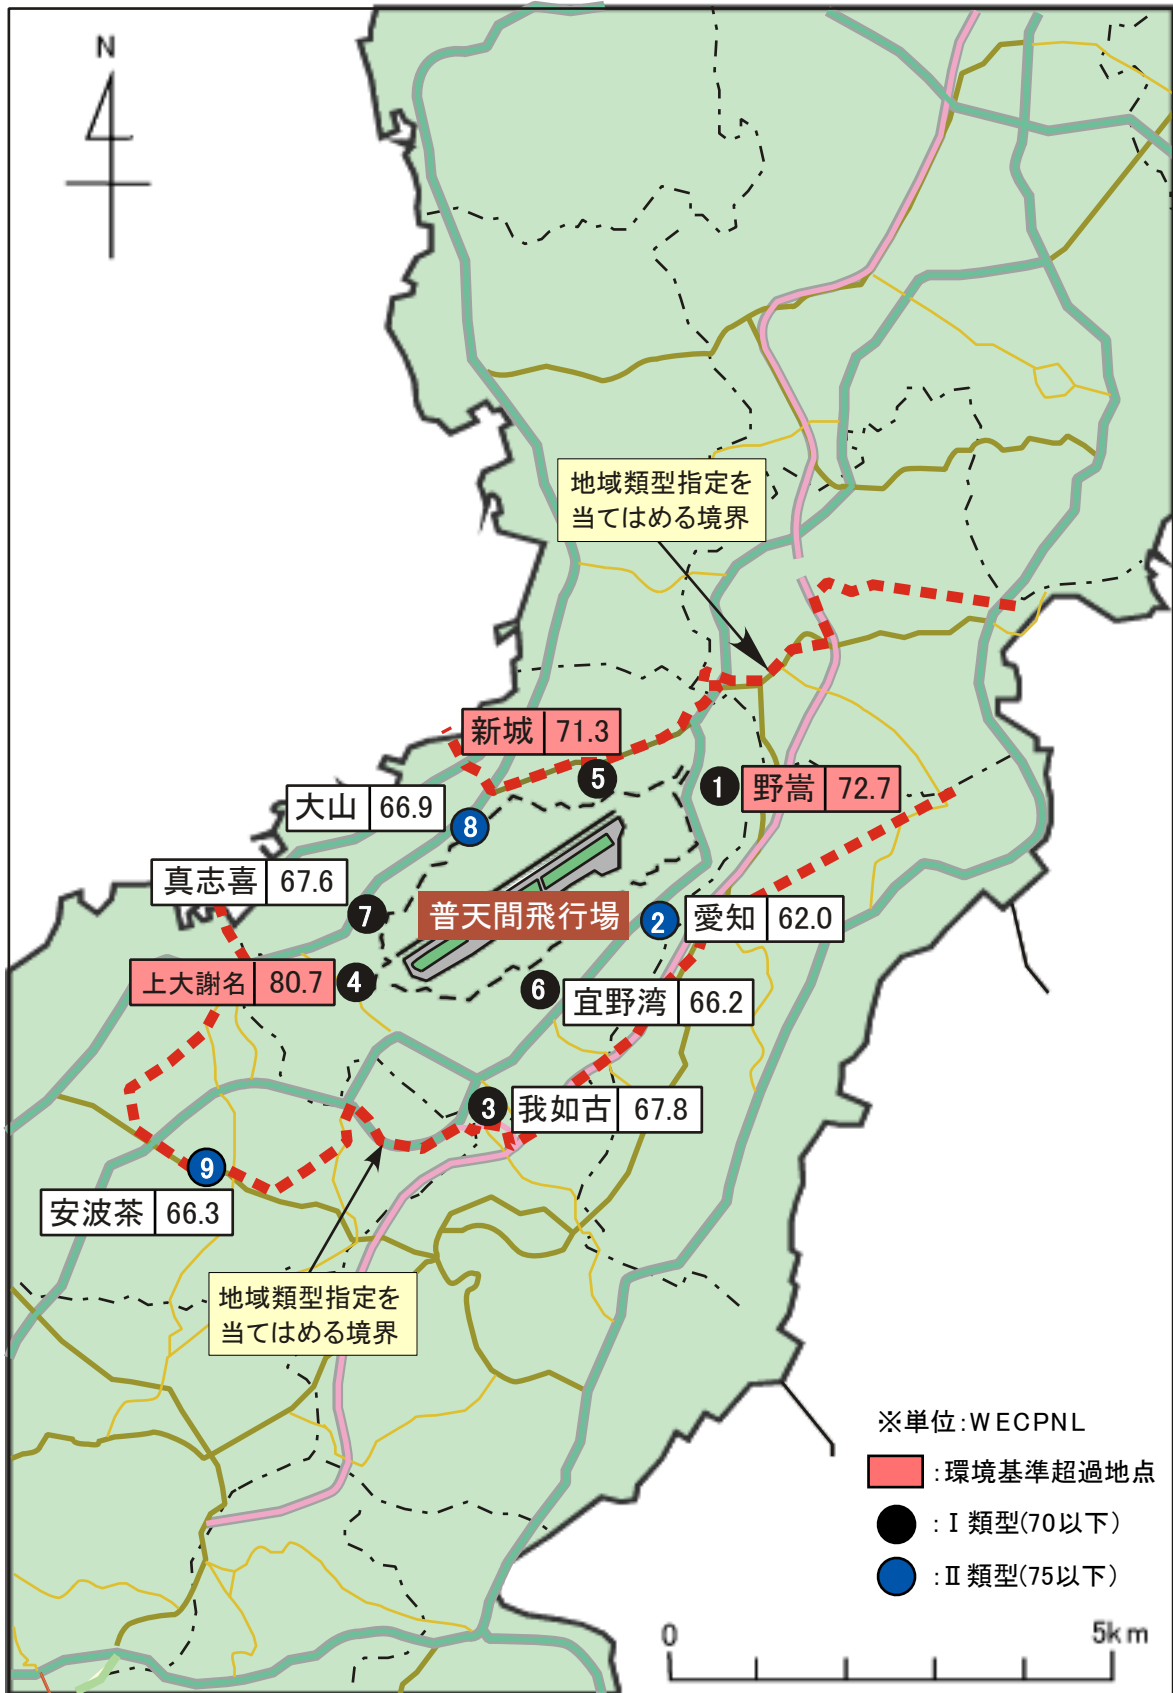 N
地域類型指定を
当てはめる境界
新城 71.3
5
1
野嵩 72.7
大山 66.9
8
真志喜 67.6
7
普天間飛行場
2
愛知 62.0
上大謝名 80.7
4
6
宜野湾 66.2
3
我如古 67.8
9
安波茶 66.3
地域類型指定を
当てはめる境界
※単位:WECPNL
:環境基準超過地点
:Ⅰ類型(70以下)
:Ⅱ類型(75以下)
0
5km